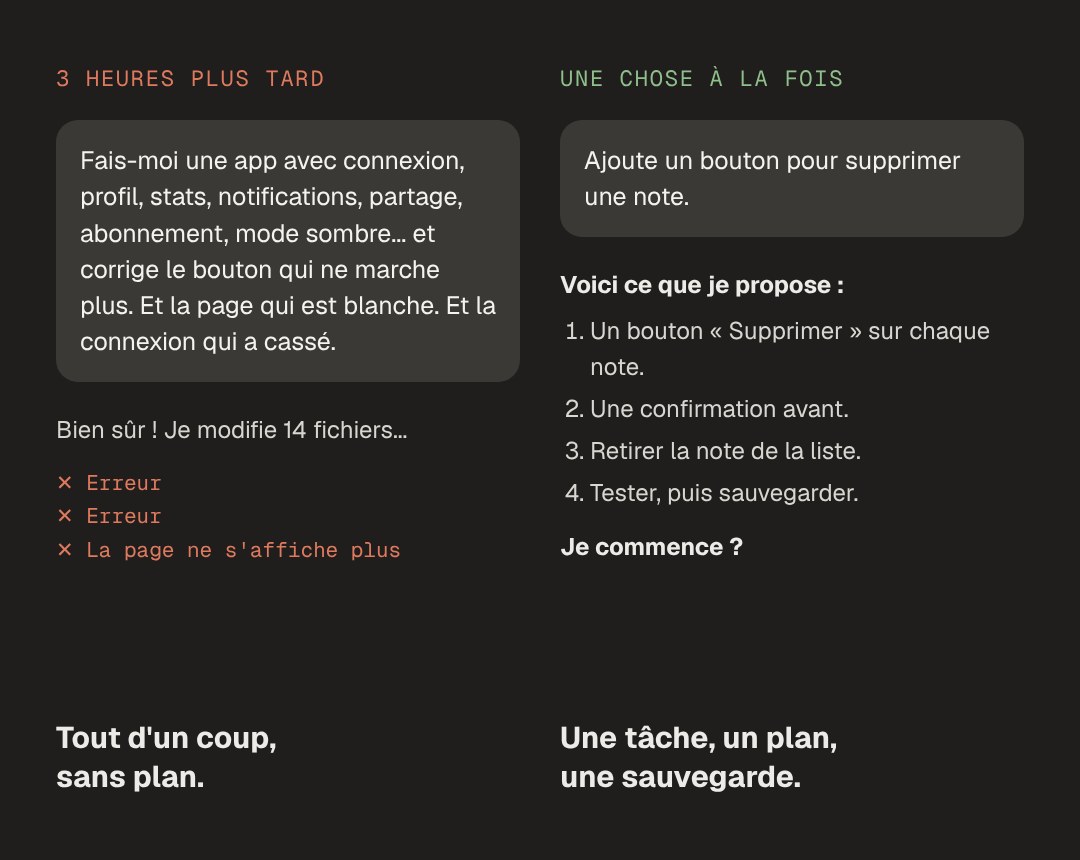 3 HEURES PLUS TARD
Fais-moi une app avec connexion,
profil, stats, notifications, partage,
abonnement, mode sombre... et
corrige le bouton qui ne marche
plus. Et la page qui est blanche. Et la
connexion qui a cassé.
Bien sûr ! Je modifie 14 fichiers...
✕ Erreur
✕ Erreur
✕ La page ne s'affiche plus
Tout d'un coup,
sans plan.
UNE CHOSE À LA FOIS
Ajoute un bouton pour supprimer
une note.
Voici ce que je propose :
1. Un bouton « Supprimer » sur chaque
note.
2. Une confirmation avant.
3. Retirer la note de la liste.
4. Tester, puis sauvegarder.
Je commence ?
Une tâche, un plan,
une sauvegarde.